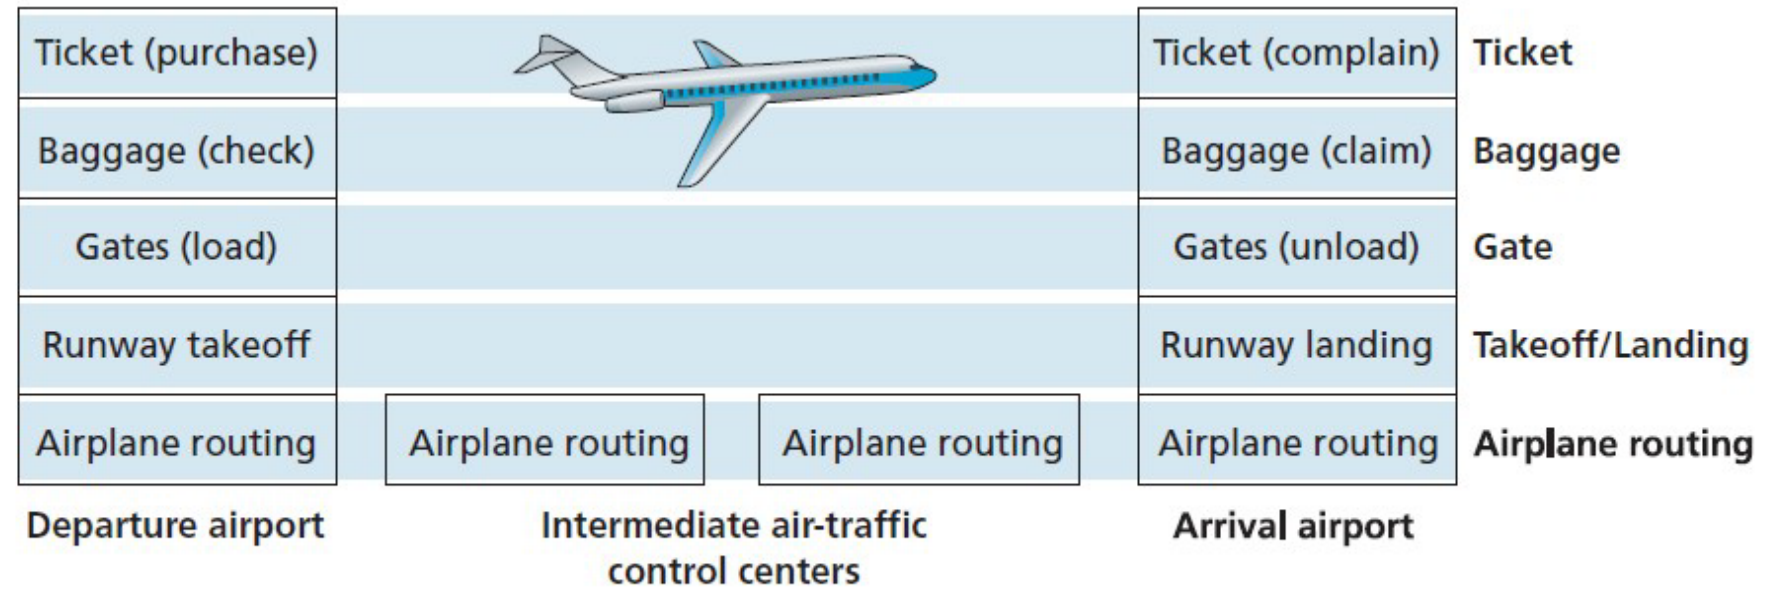 Ticket (purchase) Ticket (complain) Ticket
Baggage (check) Baggage (claim) Baggage
Gates (load) Gates (unload) Gate
Runway takeoff Runway landing Takeoff/Landing
Airplane routing Airplane routing Airplane routing Airplane routing Airplane routing
Departure airport Intermediate air-traffic Arrival airport
control centers